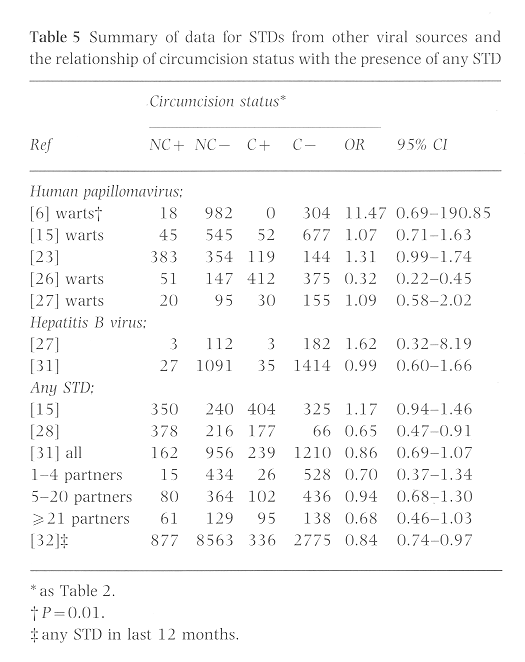 Table 5 Summary of data for STDs from other viral sources and
the relationship of circumcision status with the presence of any STD
Circumcision status*
Ref NC+ NC− C+ C− OR 95% CI
Human papillomavirus;
[6] warts† 18 982 0 304 11.47 0.69–190.85
[15] warts 45 545 52 677 1.07 0.71–1.63
[23] 383 354 119 144 1.31 0.99–1.74
[26] warts 51 147 412 375 0.32 0.22–0.45
[27] warts 20 95 30 155 1.09 0.58–2.02
Hepatitis B virus;
[27] 3 112 3 182 1.62 0.32–8.19
[31] 27 1091 35 1414 0.99 0.60–1.66
Any STD;
[15] 350 240 404 325 1.17 0.94–1.46
[28] 378 216 177 66 0.65 0.47–0.91
[31] all 162 956 239 1210 0.86 0.69–1.07
1–4 partners 15 434 26 528 0.70 0.37–1.34
5–20 partners 80 364 102 436 0.94 0.68–1.30
⩾21 partners 61 129 95 138 0.68 0.46–1.03
[32]‡ 877 8563 336 2775 0.84 0.74–0.97
*as Table 2.
†P=0.01.
‡any STD in last 12 months.